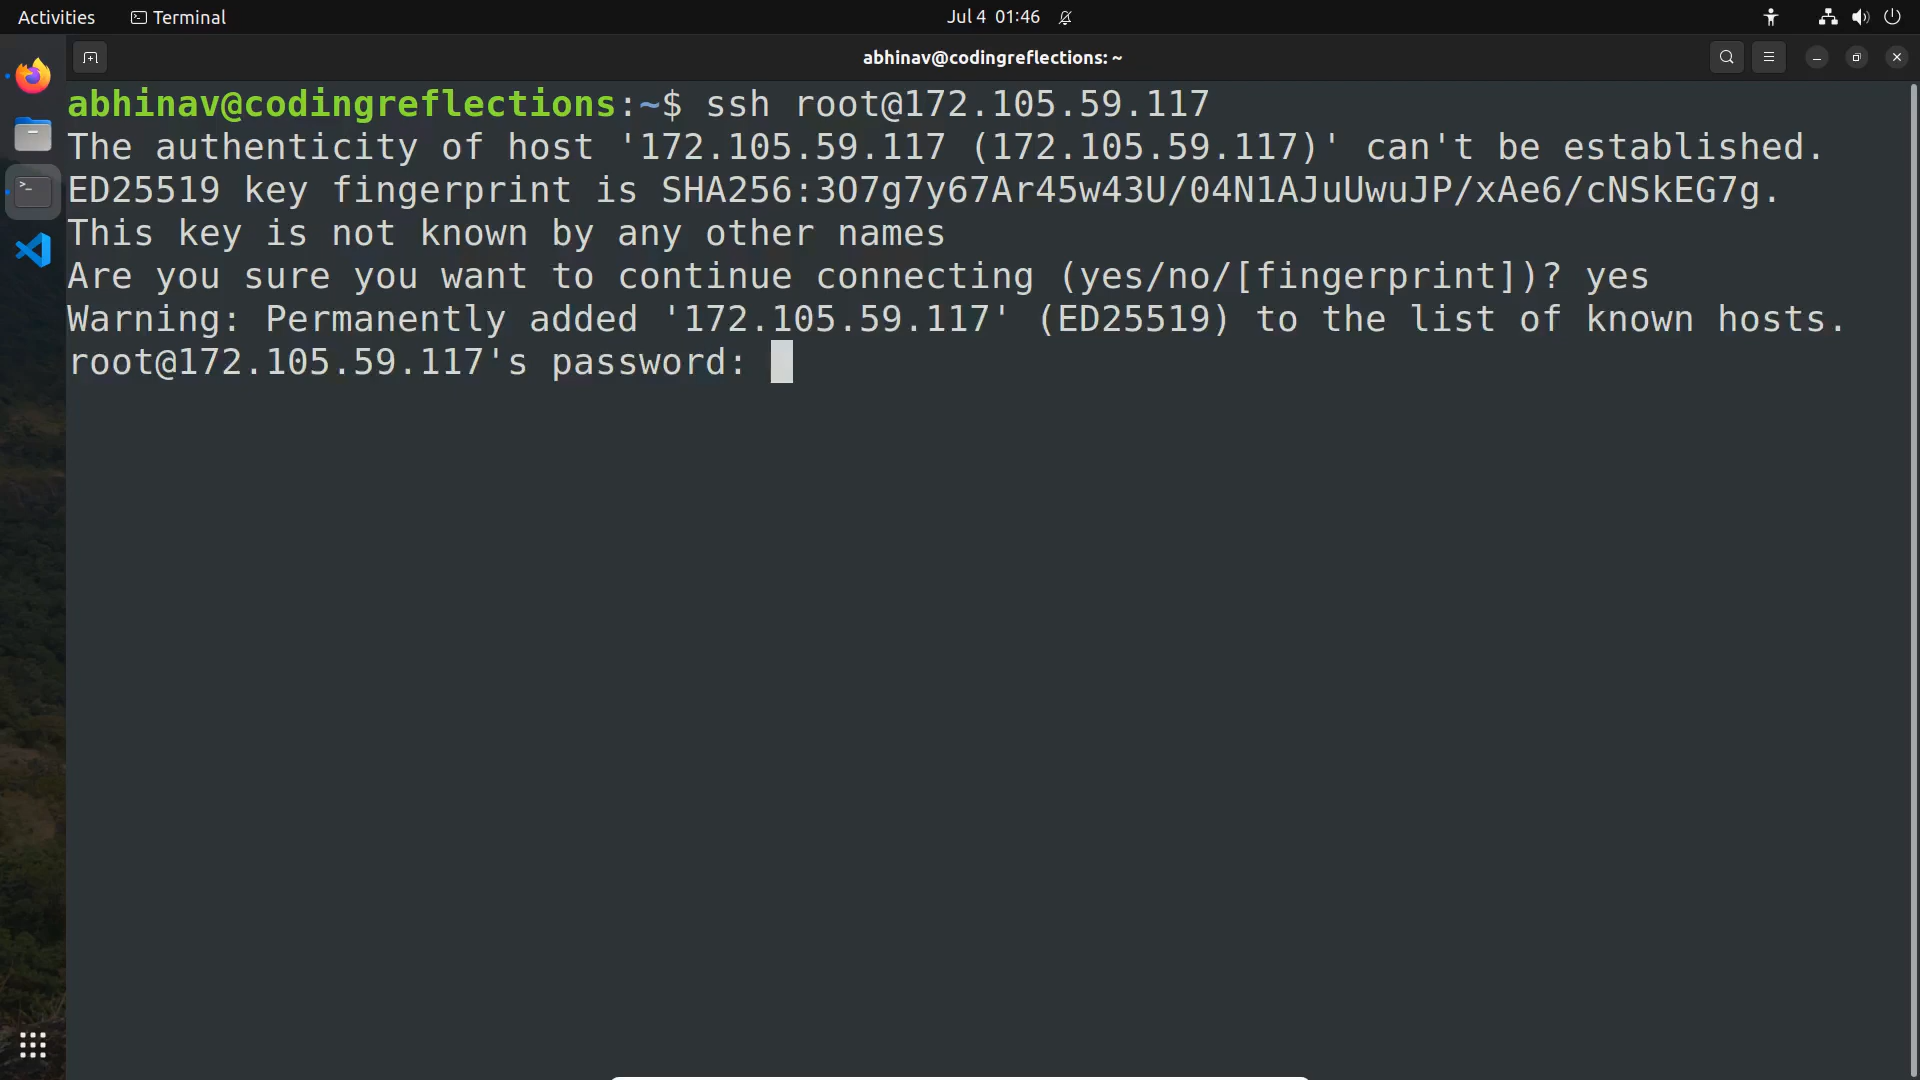 Activities
Terminal
Jul 4 01:46
abhinav@codingreflections: ~
abhinav@codingreflections:~$ ssh root@172.105.59.117
The authenticity of host '172.105.59.117 (172.105.59.117)' can't be established.
ED25519 key fingerprint is SHA256:3O7g7y67Ar45w43U/04N1AJuUwuJP/xAe6/cNSkEG7g.
This key is not known by any other names
Are you sure you want to continue connecting (yes/no/[fingerprint])? yes
Warning: Permanently added '172.105.59.117' (ED25519) to the list of known hosts.
root@172.105.59.117's password: